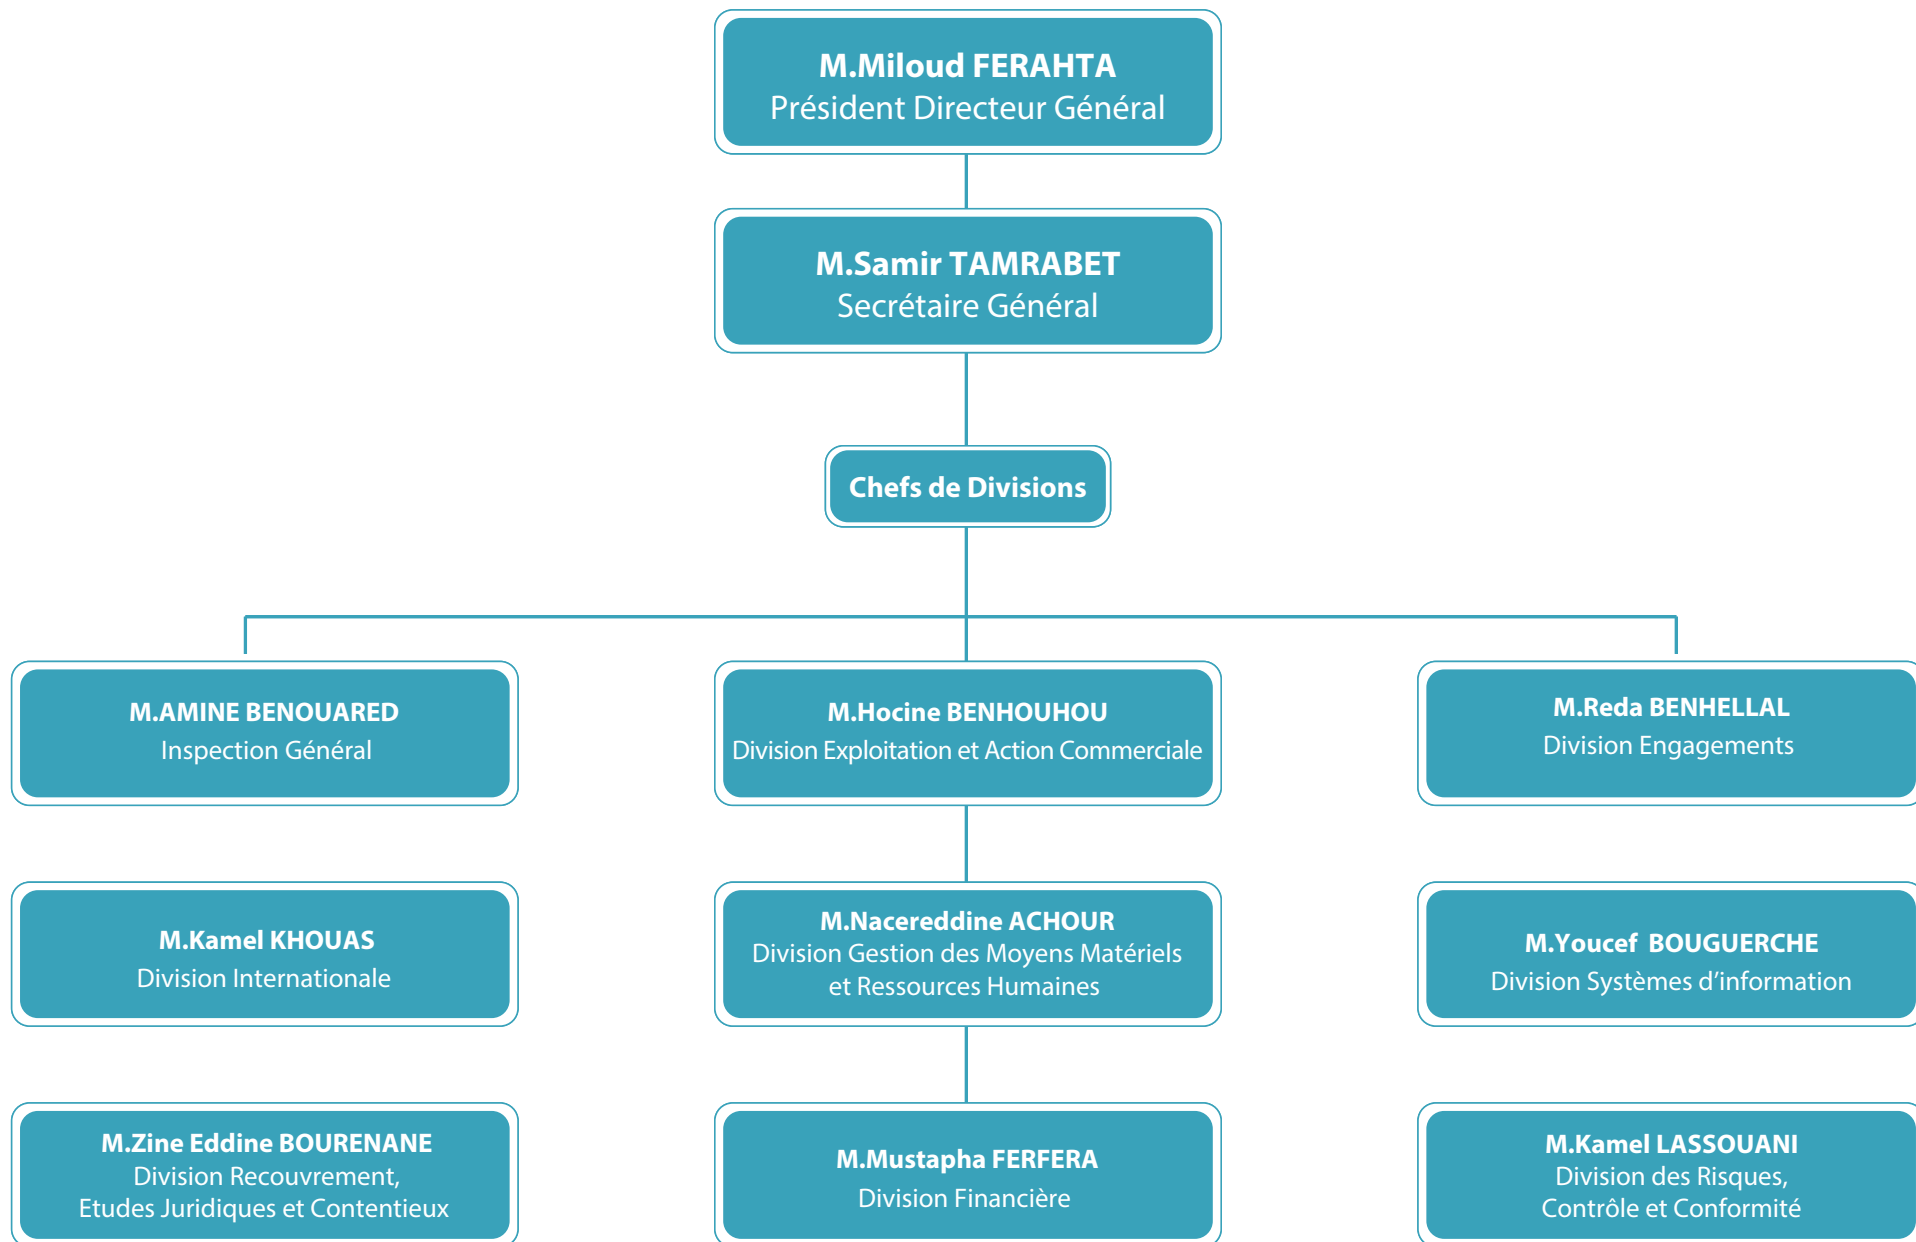 M.Miloud FERAHTA
Président Directeur Général
M.Samir TAMRABET
Secrétaire Général
Chefs de Divisions
M.AMINE BENOUARED
Inspection Général
M.Hocine BENHOUHOU
Division Exploitation et Action Commerciale
M.Reda BENHELLAL
Division Engagements
M.Kamel KHOUAS
Division Internationale
M.Nacereddine ACHOUR
Division Gestion des Moyens Matériels
et Ressources Humaines
M.Youcef  BOUGUERCHE
Division Systèmes d’information
M.Zine Eddine BOURENANE
Division Recouvrement,
Etudes Juridiques et Contentieux
M.Mustapha FERFERA
Division Financière
M.Kamel LASSOUANI
Division des Risques,
Contrôle et Conformité